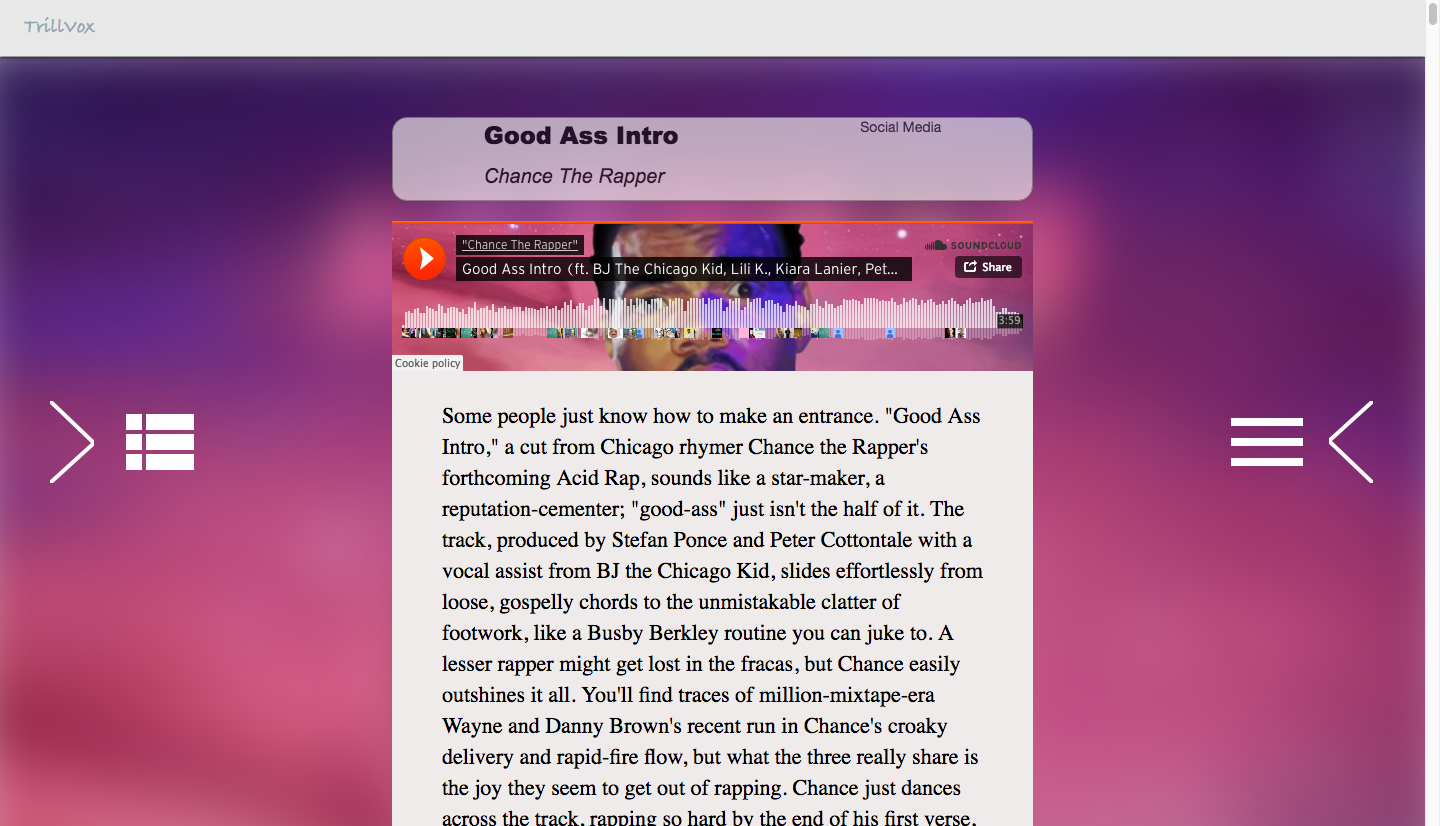 TrillVox
Good Ass Intro
Social Media
Chance The Rapper
"Chance The Rapper"
SOUNDCLOUD
Good Ass Intro (ft. BJ The Chicago Kid, Lili K., Kiara Lanier, Pet...
Share
3:59
Cookie policy
Some people just know how to make an entrance. "Good Ass
Intro," a cut from Chicago rhymer Chance the Rapper's
forthcoming Acid Rap, sounds like a star-maker, a
reputation-cementer; "good-ass" just isn't the half of it. The
track, produced by Stefan Ponce and Peter Cottontale with a
vocal assist from BJ the Chicago Kid, slides effortlessly from
loose, gospelly chords to the unmistakable clatter of
footwork, like a Busby Berkley routine you can juke to. A
lesser rapper might get lost in the fracas, but Chance easily
outshines it all. You'll find traces of million-mixtape-era
Wayne and Danny Brown's recent run in Chance's croaky
delivery and rapid-fire flow, but what the three really share is
the joy they seem to get out of rapping. Chance just dances
across the track, rapping so hard by the end of his first verse,